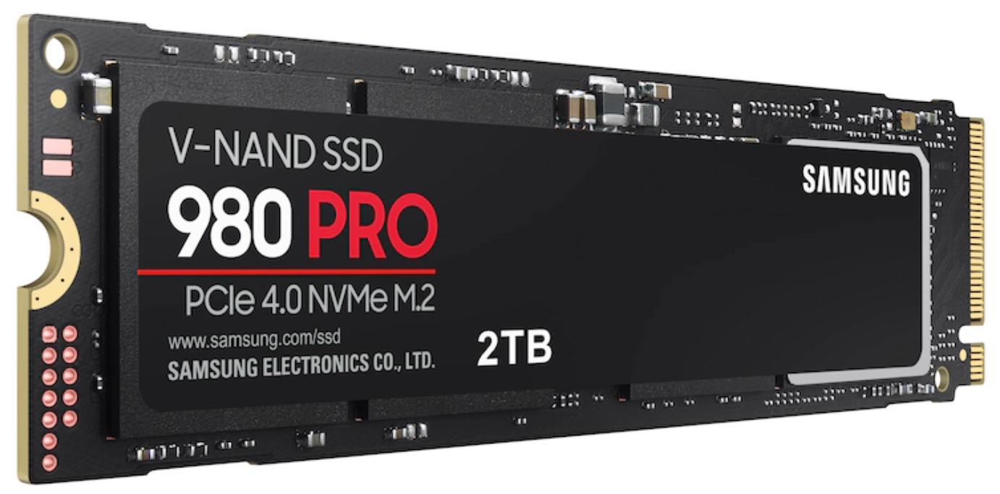 V-NAND SSD
980 PRO
PCIe 4.0 NVMe M.2
www.samsung.com/ssd
SAMSUNG ELECTRONICS CO., LTD.
2TB
SAMSUNG